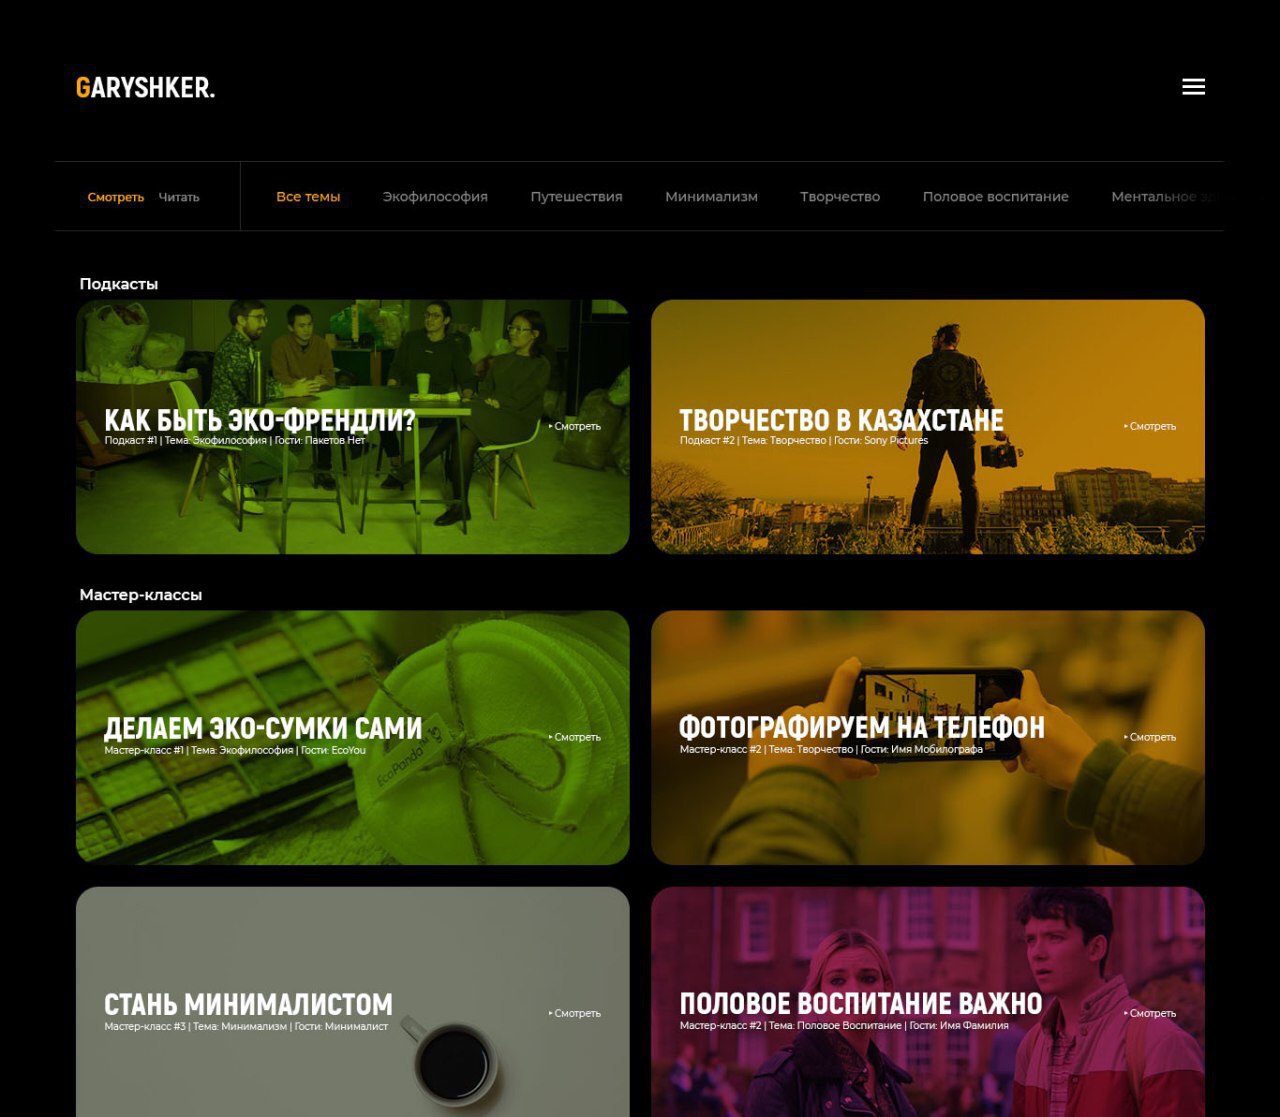 GARYSHKER.
Смотреть Читать Все темы Экофилософия Путешествия Минимализм Творчество Половое воспитание Ментальное
Подкасты
КАК БЫТЬ ЭКО-ФРЕНДЛИ?
Подкаст #1 | Тема: Экофилософия | Гости: Пакетов Нет
Смотреть
ТВОРЧЕСТВО В КАЗАХСТАНЕ
Подкаст #2 | Тема: Творчество | Гости: Sony Pictures
Смотреть
Мастер-классы
ДЕЛАЕМ ЭКО-СУМКИ САМИ
Мастер-класс #1 | Тема: Экофилософия | Гости: EcoYou
Смотреть
EcoPanda
ФОТОГРАФИРУЕМ НА ТЕЛЕФОН
Мастер-класс #2 | Тема: Творчество | Гости: Имя Мобилографа
Смотреть
СТАНЬ МИНИМАЛИСТОМ
Мастер-класс #3 | Тема: Минимализм | Гости: Минималист
Смотреть
ПОЛОВОЕ ВОСПИТАНИЕ ВАЖНО
Мастер-класс #2 | Тема: Половое Воспитание | Гости: Имя Фамилия
Смотреть